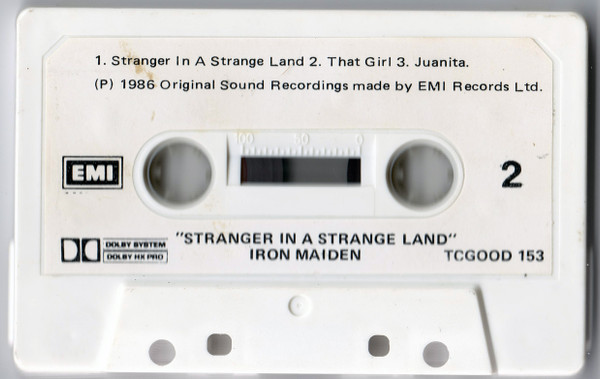 1. Stranger In A Strange Land 2. That Girl 3. Juanita.
(P) 1986 Original Sound Recordings made by EMI Records Ltd.
100 50 0
EMI
2
"STRANGER IN A STRANGE LAND"
DOLBY SYSTEM
DOLBY HX PRO
IRON MAIDEN
TCGOOD 153